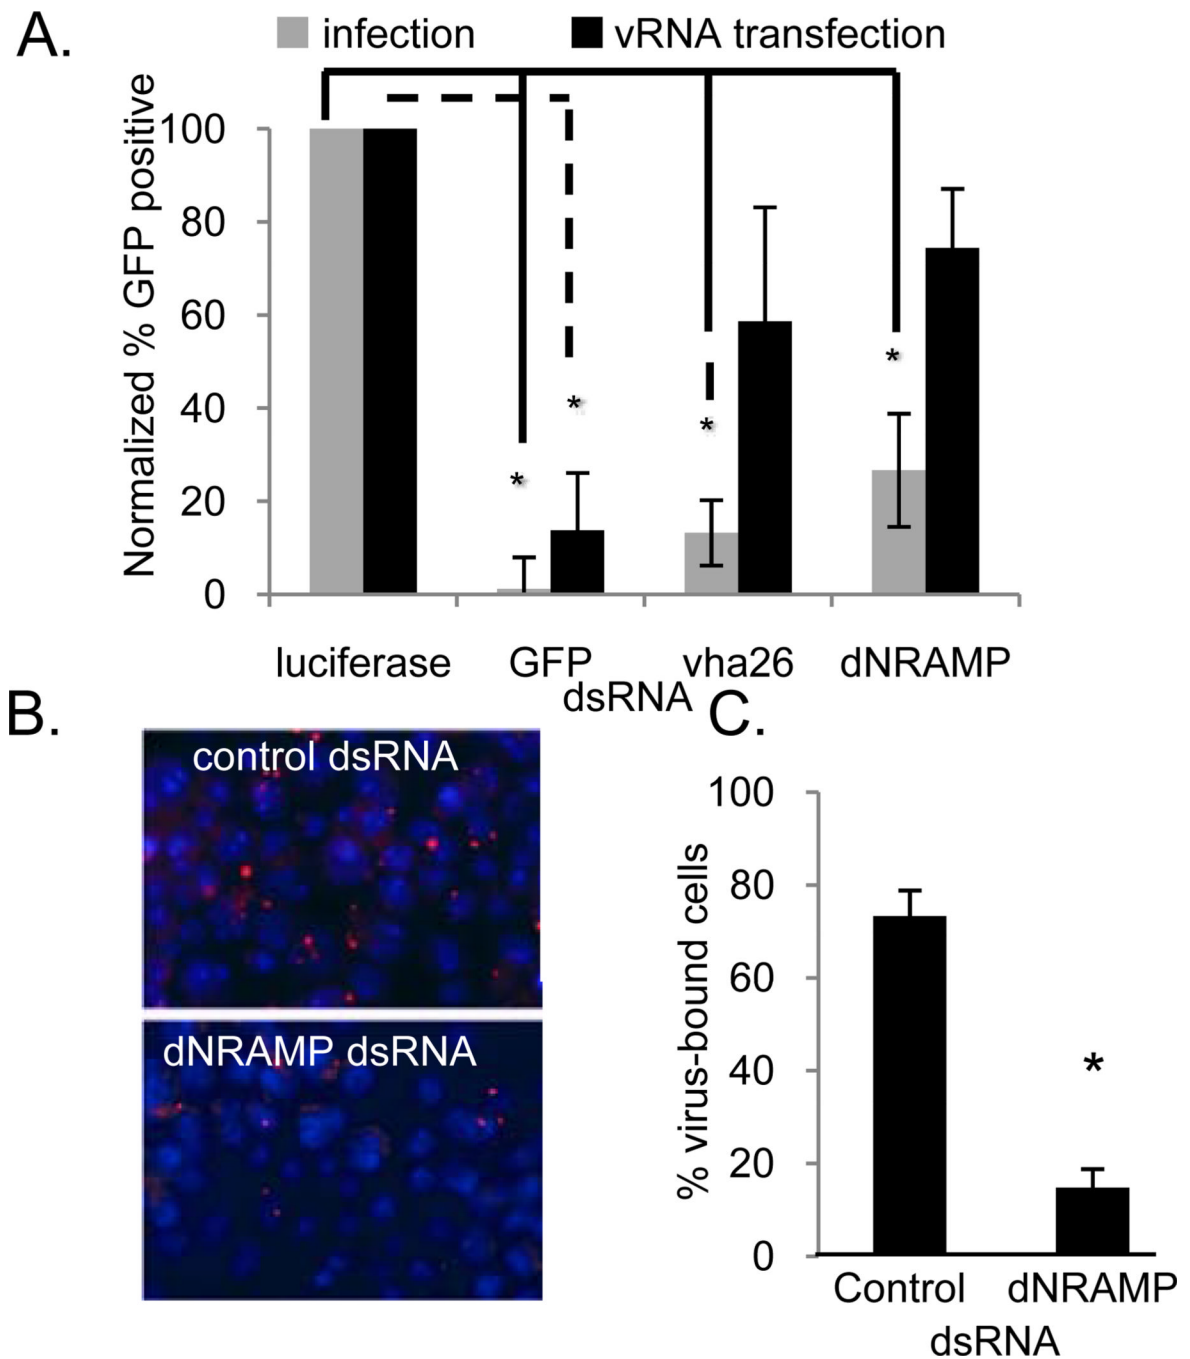 A.
infection vRNA transfection
Normalized % GFP positive
100
80
60
40
20
0
*
*
*
*
luciferase GFP vha26 dNRAMP
dsRNA
B.
control dsRNA
dNRAMP dsRNA
C.
% virus-bound cells
100
80
60
40
20
0
*
Control dNRAMP
dsRNA